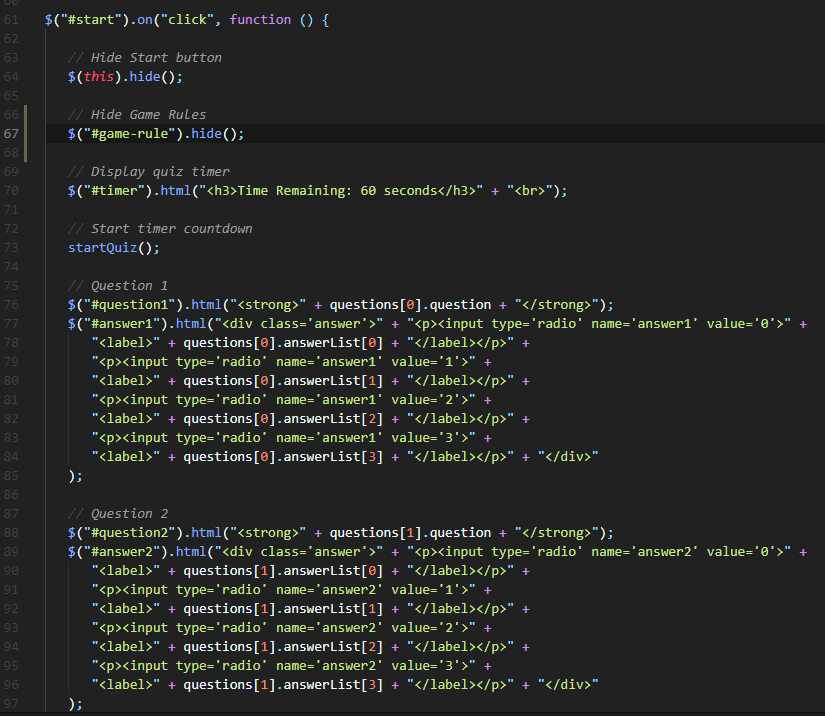 60
61 $("#start").on("click", function () {
62
63 // Hide Start button
64 $(this).hide();
65
66 // Hide Game Rules
67 $("#game-rule").hide();
68
69 // Display quiz timer
70 $("#timer").html("<h3>Time Remaining: 60 seconds</h3>" + "<br>");
71
72 // Start timer countdown
73 startQuiz();
74
75 // Question 1
76 $("#question1").html("<strong>" + questions[0].question + "</strong>");
77 $("#answer1").html("<div class='answer'>" + "<p><input type='radio' name='answer1' value='0'>" +
78 "<label>" + questions[0].answerList[0] + "</label></p>" +
79 "<p><input type='radio' name='answer1' value='1'>" +
80 "<label>" + questions[0].answerList[1] + "</label></p>" +
81 "<p><input type='radio' name='answer1' value='2'>" +
82 "<label>" + questions[0].answerList[2] + "</label></p>" +
83 "<p><input type='radio' name='answer1' value='3'>" +
84 "<label>" + questions[0].answerList[3] + "</label></p>" + "</div>"
85 );
86
87 // Question 2
88 $("#question2").html("<strong>" + questions[1].question + "</strong>");
89 $("#answer2").html("<div class='answer'>" + "<p><input type='radio' name='answer2' value='0'>" +
90 "<label>" + questions[1].answerList[0] + "</label></p>" +
91 "<p><input type='radio' name='answer2' value='1'>" +
92 "<label>" + questions[1].answerList[1] + "</label></p>" +
93 "<p><input type='radio' name='answer2' value='2'>" +
94 "<label>" + questions[1].answerList[2] + "</label></p>" +
95 "<p><input type='radio' name='answer2' value='3'>" +
96 "<label>" + questions[1].answerList[3] + "</label></p>" + "</div>"
97 );